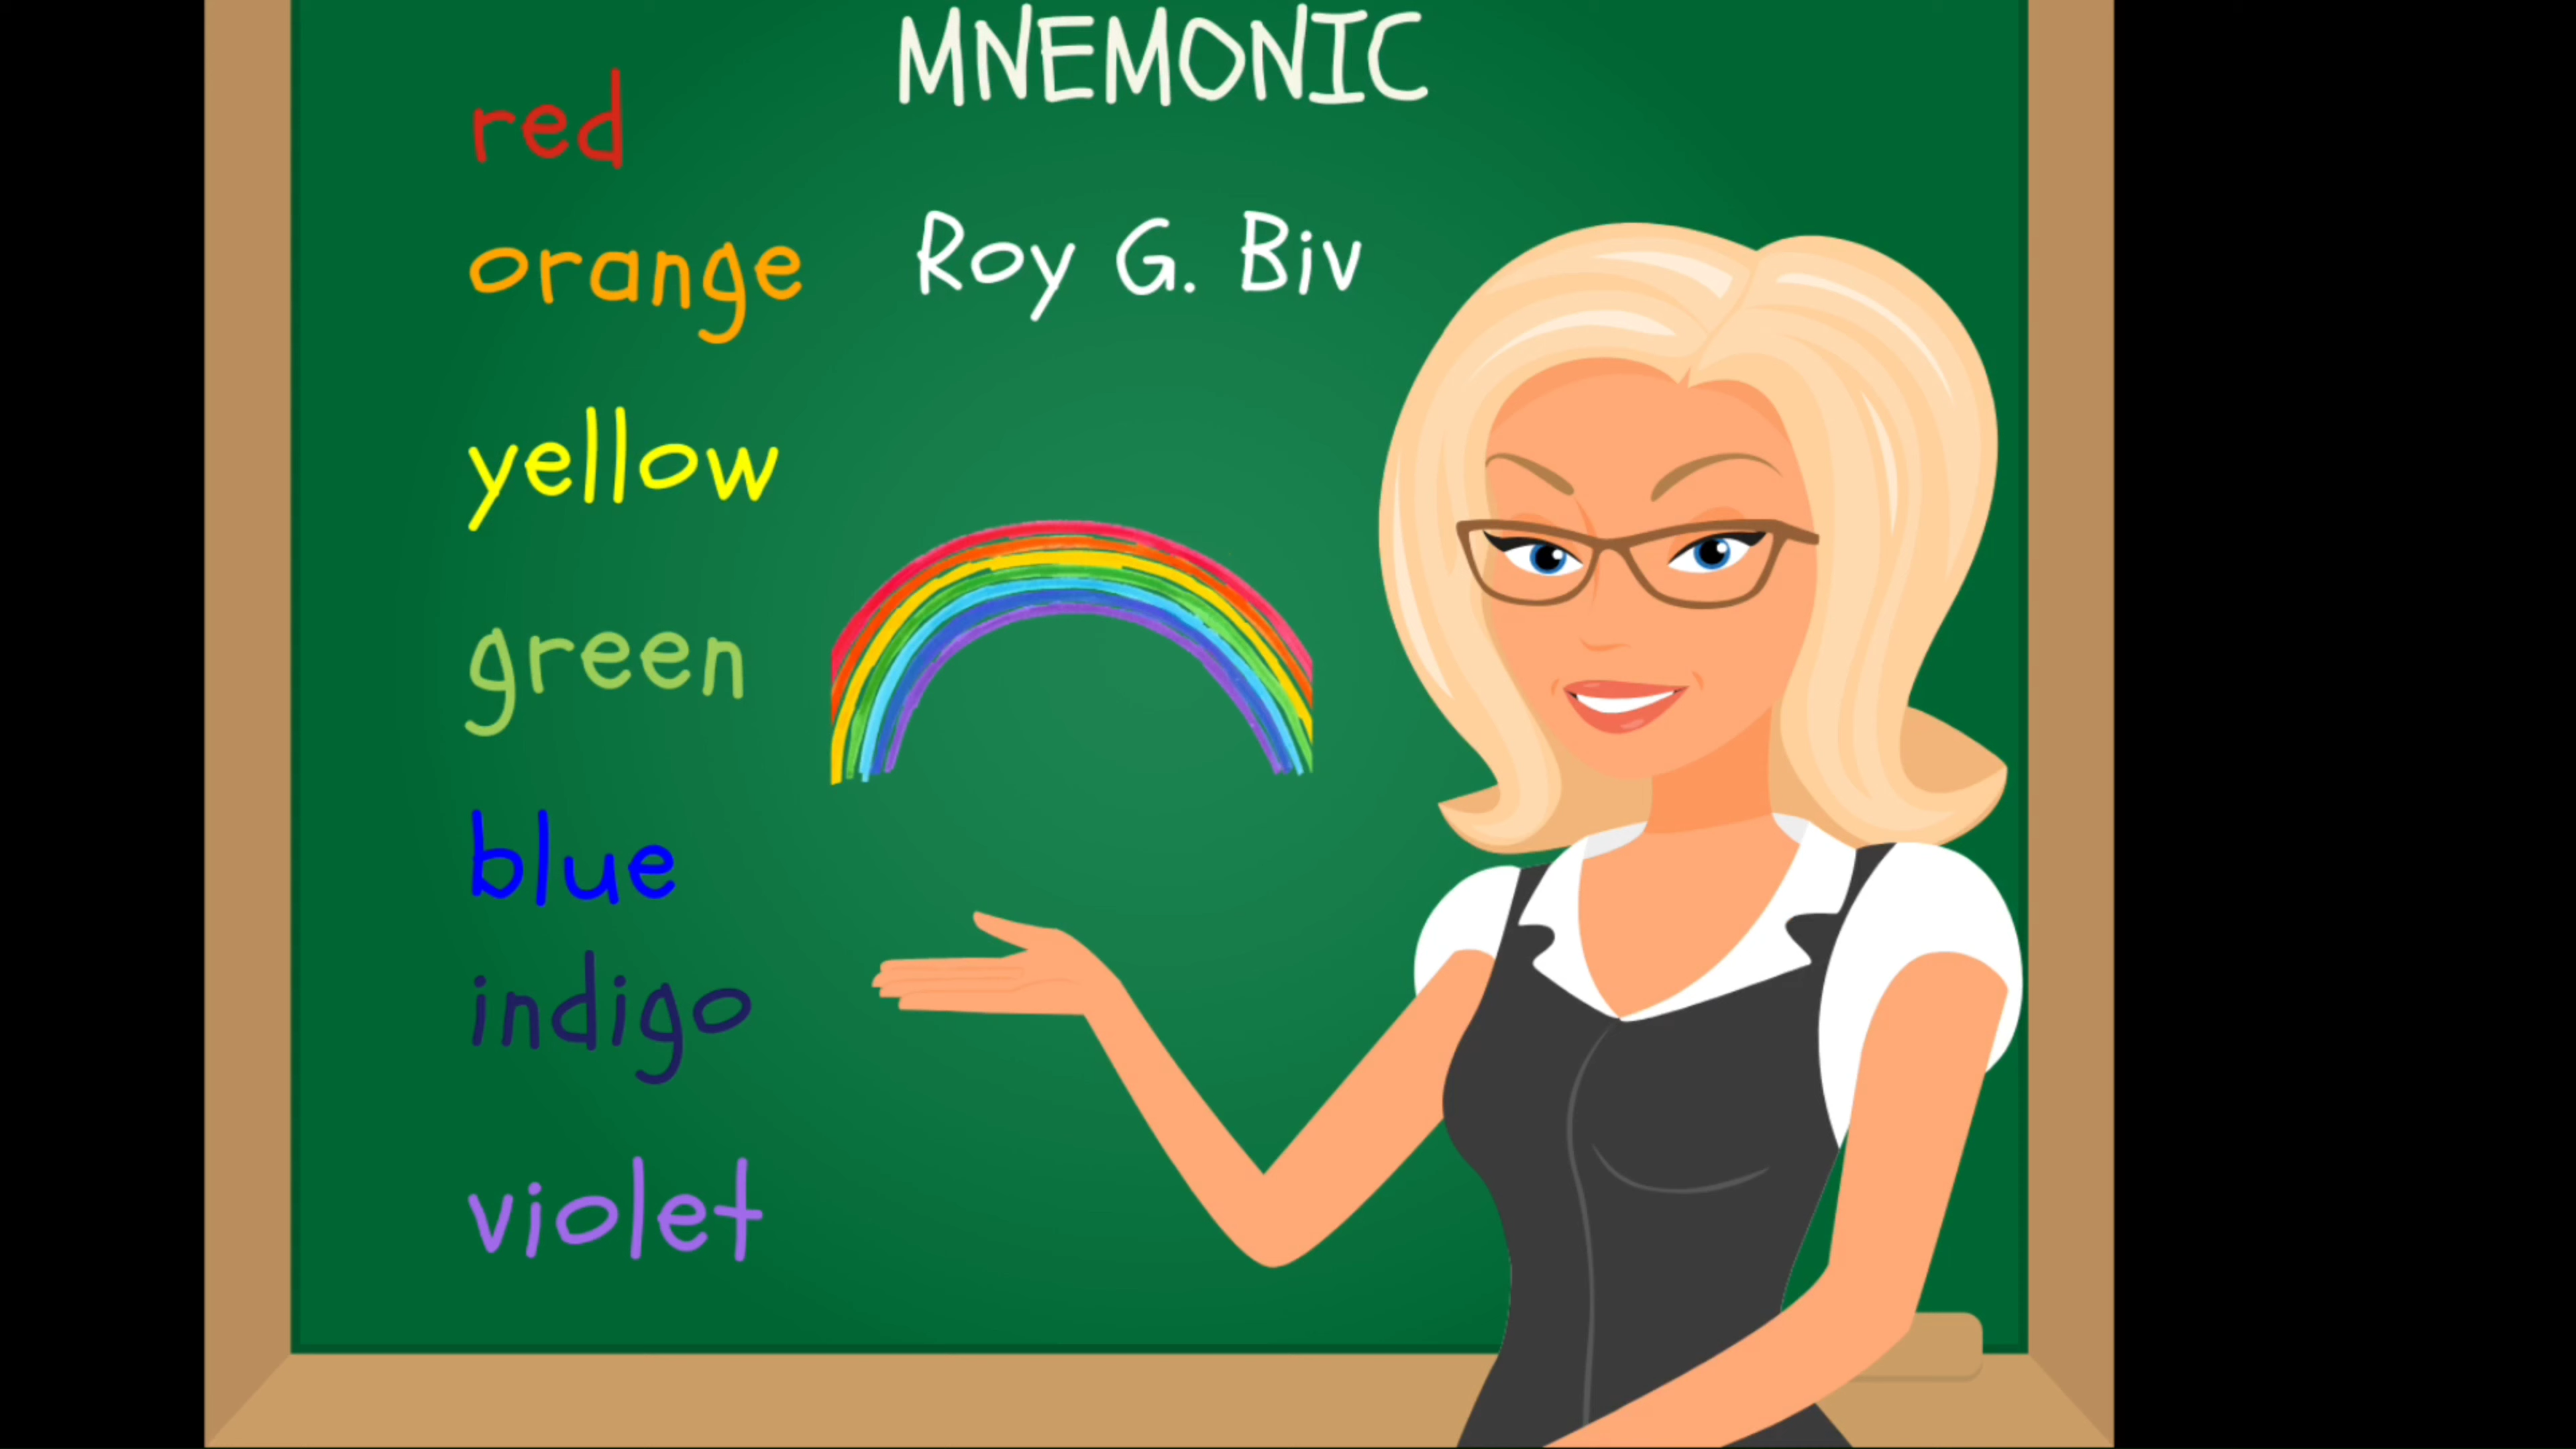 MNEMONIC
Roy G. Biv
red
orange
yellow
green
blue
indigo
violet